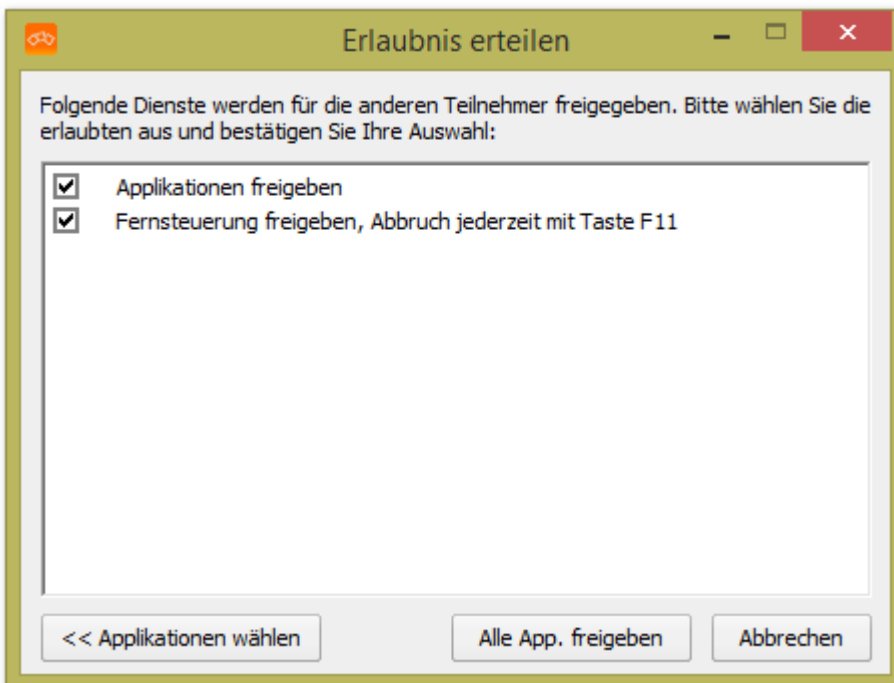 Erlaubnis erteilen
Folgende Dienste werden für die anderen Teilnehmer freigegeben. Bitte wählen Sie die
erlaubten aus und bestätigen Sie Ihre Auswahl:
Applikationen freigeben
Fernsteuerung freigeben, Abbruch jederzeit mit Taste F11
<< Applikationen wählen
Alle App. freigeben
Abbrechen